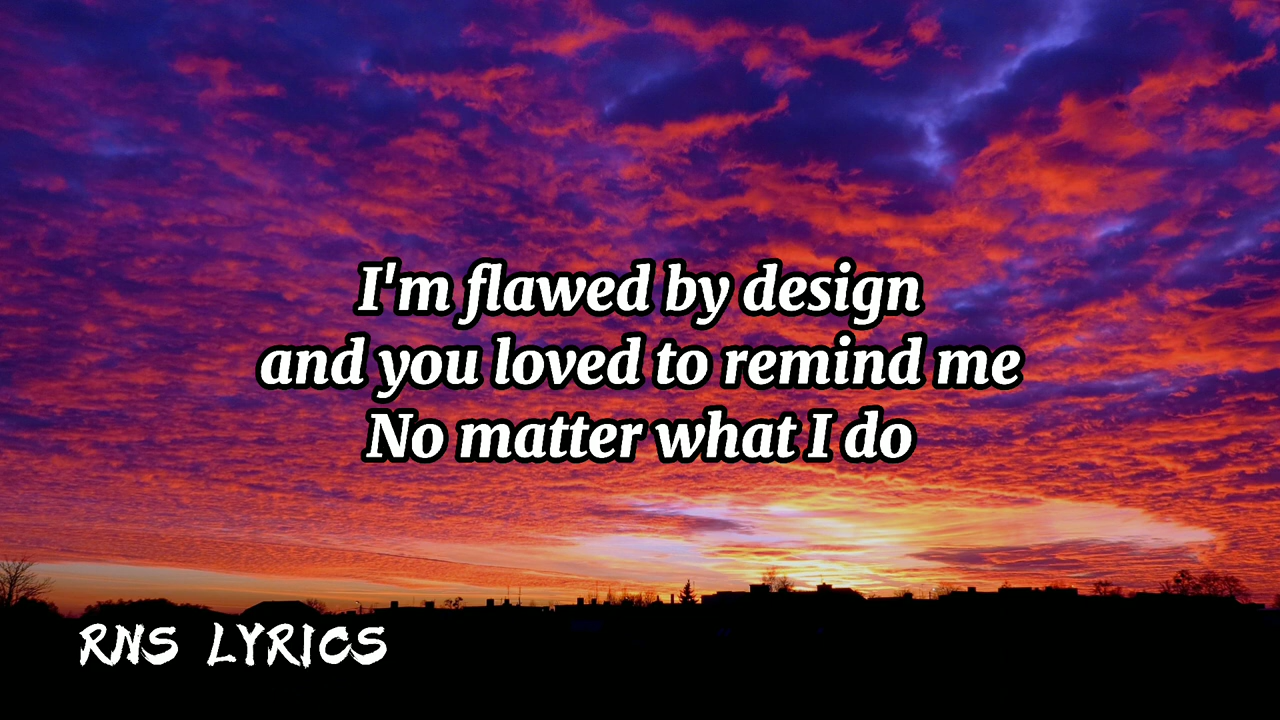 I'm flawed by design
and you loved to remind me
No matter what I do
RNS LYRICS